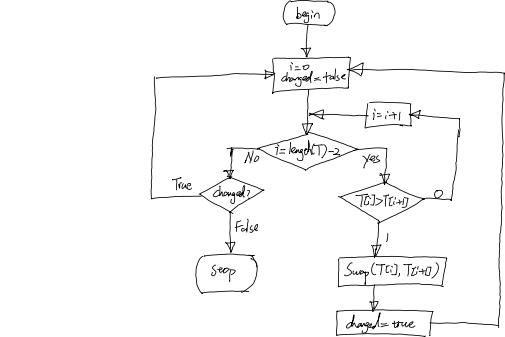 begin
i=0
changed=false
i=i+1
i=length(T)-2
No
yes
True
changed?
T[i]>T[i+1]
0
False
1
stop
Swap(T[i],T[i+1])
changed=true